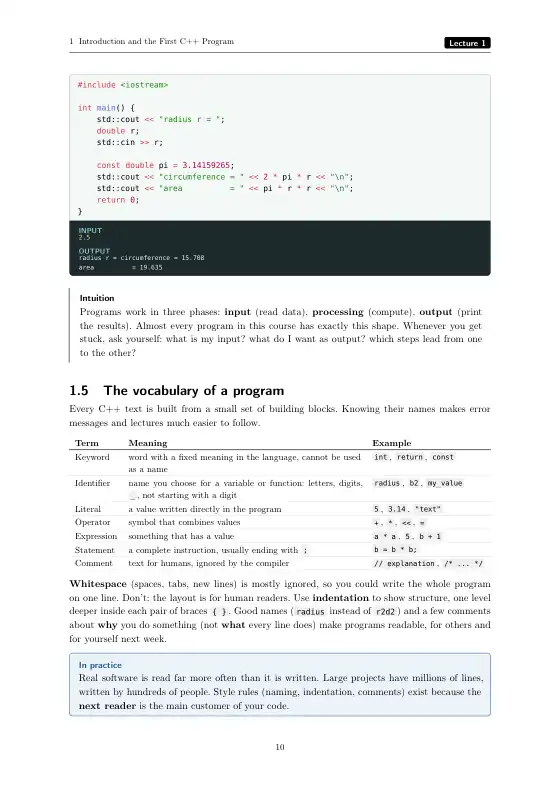 1 Introduction and the First C++ Program
Lecture 1
#include <iostream>
int main() {
std::cout << "radius r = ";
double r;
std::cin >> r;
const double pi = 3.14159265;
std::cout << "circumference = " << 2 * pi * r << "\n";
std::cout << "area          = " << pi * r * r << "\n";
return 0;
}
INPUT
2.5
OUTPUT
radius r = circumference = 15.708
area          = 19.635
Intuition
Programs work in three phases: input (read data), processing (compute), output (print
the results). Almost every program in this course has exactly this shape. Whenever you get
stuck, ask yourself: what is my input? what do I want as output? which steps lead from one
to the other?
1.5 The vocabulary of a program
Every C++ text is built from a small set of building blocks. Knowing their names makes error
messages and lectures much easier to follow.
Term Meaning Example
Keyword word with a fixed meaning in the language, cannot be used int, return, const
as a name
Identifier name you choose for a variable or function: letters, digits, radius, b2, my_value
_, not starting with a digit
Literal a value written directly in the program 5, 3.14, "text"
Operator symbol that combines values +, *, <<, =
Expression something that has a value a * a, 5, b + 1
Statement a complete instruction, usually ending with ; b = b * b;
Comment text for humans, ignored by the compiler // explanation, /* ... */
Whitespace (spaces, tabs, new lines) is mostly ignored, so you could write the whole program
on one line. Don't: the layout is for human readers. Use indentation to show structure, one level
deeper inside each pair of braces { }. Good names (radius instead of r2d2) and a few comments
about why you do something (not what every line does) make programs readable, for others and
for yourself next week.
In practice
Real software is read far more often than it is written. Large projects have millions of lines,
written by hundreds of people. Style rules (naming, indentation, comments) exist because the
next reader is the main customer of your code.
10